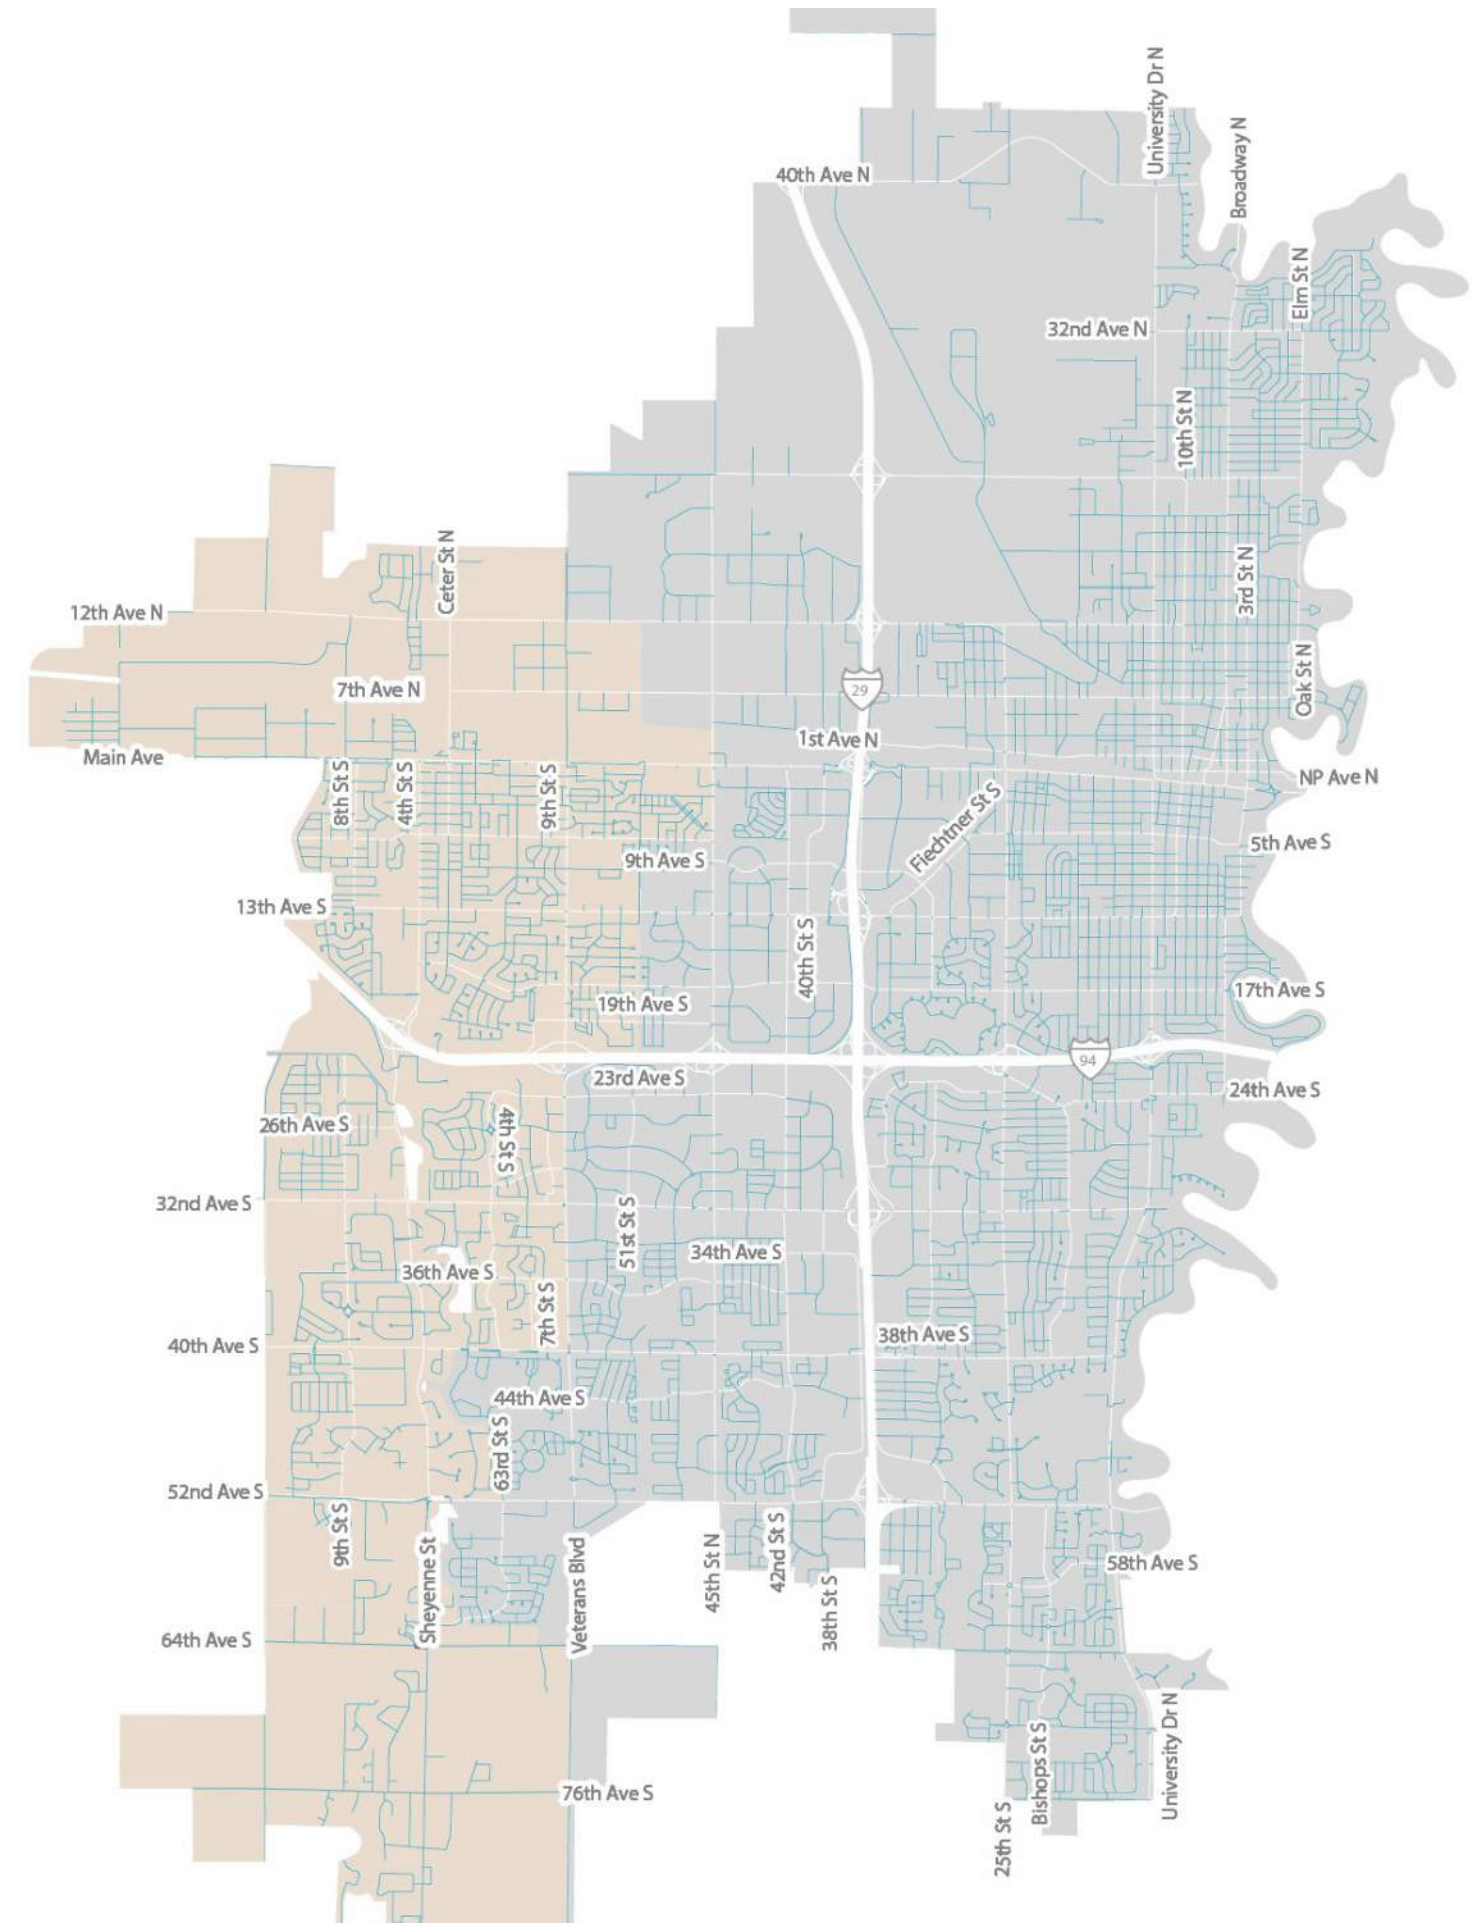 University Dr N
Broadway N
40th Ave N
Elm St N
32nd Ave N
10th St N
Ceter St N
3rd St N
12th Ave N
Oak St N
7th Ave N
29
1st Ave N
Main Ave
NP Ave N
8th St S
4th St S
9th St S
Fiechtner St S
5th Ave S
9th Ave S
13th Ave S
40th St S
17th Ave S
19th Ave S
94
23rd Ave S
24th Ave S
26th Ave S
4th St S
32nd Ave S
51st St S
34th Ave S
36th Ave S
7th St S
38th Ave S
40th Ave S
44th Ave S
63rd St S
52nd Ave S
9th St S
Sheyenne St
Veterans Blvd
45th St N
42nd St S
38th St S
58th Ave S
64th Ave S
University Dr N
Bishops St S
76th Ave S
25th St S